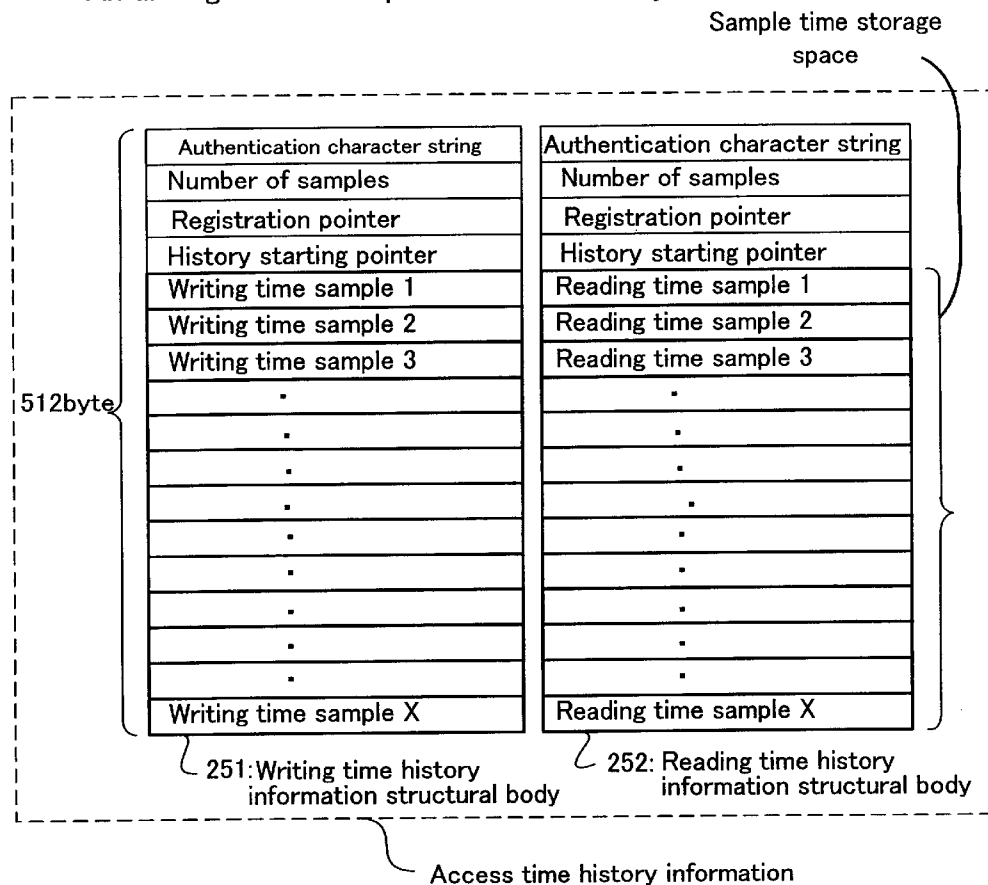 Sample time storage
space
Authentication character string
Number of samples
Registration pointer
History starting pointer
Writing time sample 1
Writing time sample 2
Writing time sample 3
Writing time sample X
512byte
Authentication character string
Number of samples
Registration pointer
History starting pointer
Reading time sample 1
Reading time sample 2
Reading time sample 3
Reading time sample X
251:Writing time history
information structural body
252: Reading time history
information structural body
Access time history information